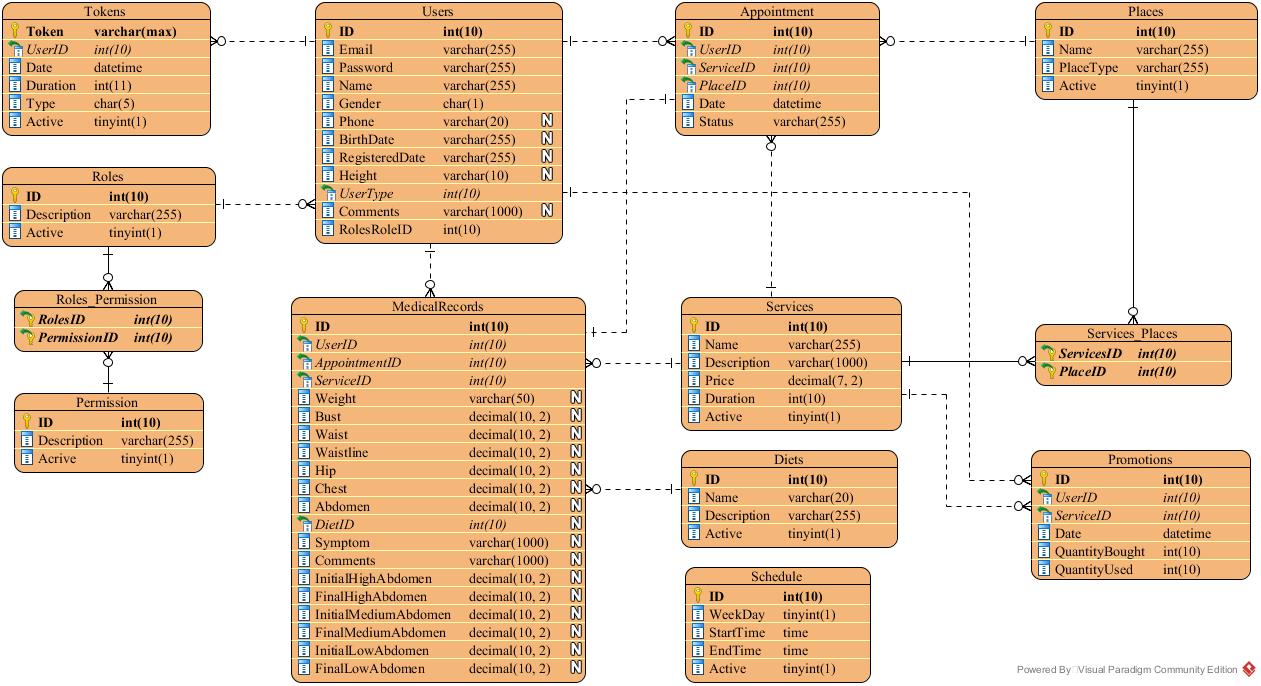 Tokens
Token varchar(max)
UserID int(10)
Date datetime
Duration int(11)
Type char(5)
Active tinyint(1)
Users
ID int(10)
Email varchar(255)
Password varchar(255)
Name varchar(255)
Gender char(1)
Phone varchar(20) N
BirthDate varchar(255) N
RegisteredDate varchar(255) N
Height varchar(10) N
UserType int(10)
Comments varchar(1000) N
RolesRoleID int(10)
Appointment
ID int(10)
UserID int(10)
ServiceID int(10)
PlaceID int(10)
Date datetime
Status varchar(255)
Places
ID int(10)
Name varchar(255)
PlaceType varchar(255)
Active tinyint(1)
Roles
ID int(10)
Description varchar(255)
Active tinyint(1)
Roles_Permission
RolesID int(10)
PermissionID int(10)
Permission
ID int(10)
Description varchar(255)
Acrive tinyint(1)
MedicalRecords
ID int(10)
UserID int(10)
AppointmentID int(10)
ServiceID int(10)
Weight varchar(50) N
Bust decimal(10, 2) N
Waist decimal(10, 2) N
Waistline decimal(10, 2) N
Hip decimal(10, 2) N
Chest decimal(10, 2) N
Abdomen decimal(10, 2) N
DietID int(10) N
Symptom varchar(1000) N
Comments varchar(1000) N
InitialHighAbdomen decimal(10, 2) N
FinalHighAbdomen decimal(10, 2) N
InitialMediumAbdomen decimal(10, 2) N
FinalMediumAbdomen decimal(10, 2) N
InitialLowAbdomen decimal(10, 2) N
FinalLowAbdomen decimal(10, 2) N
Services
ID int(10)
Name varchar(255)
Description varchar(1000)
Price decimal(7, 2)
Duration int(10)
Active tinyint(1)
Services_Places
ServicesID int(10)
PlaceID int(10)
Diets
ID int(10)
Name varchar(20)
Description varchar(255)
Active tinyint(1)
Promotions
ID int(10)
UserID int(10)
ServiceID int(10)
Date datetime
QuantityBought int(10)
QuantityUsed int(10)
Schedule
ID int(10)
WeekDay tinyint(1)
StartTime time
EndTime time
Active tinyint(1)
Powered By Visual Paradigm Community Edition